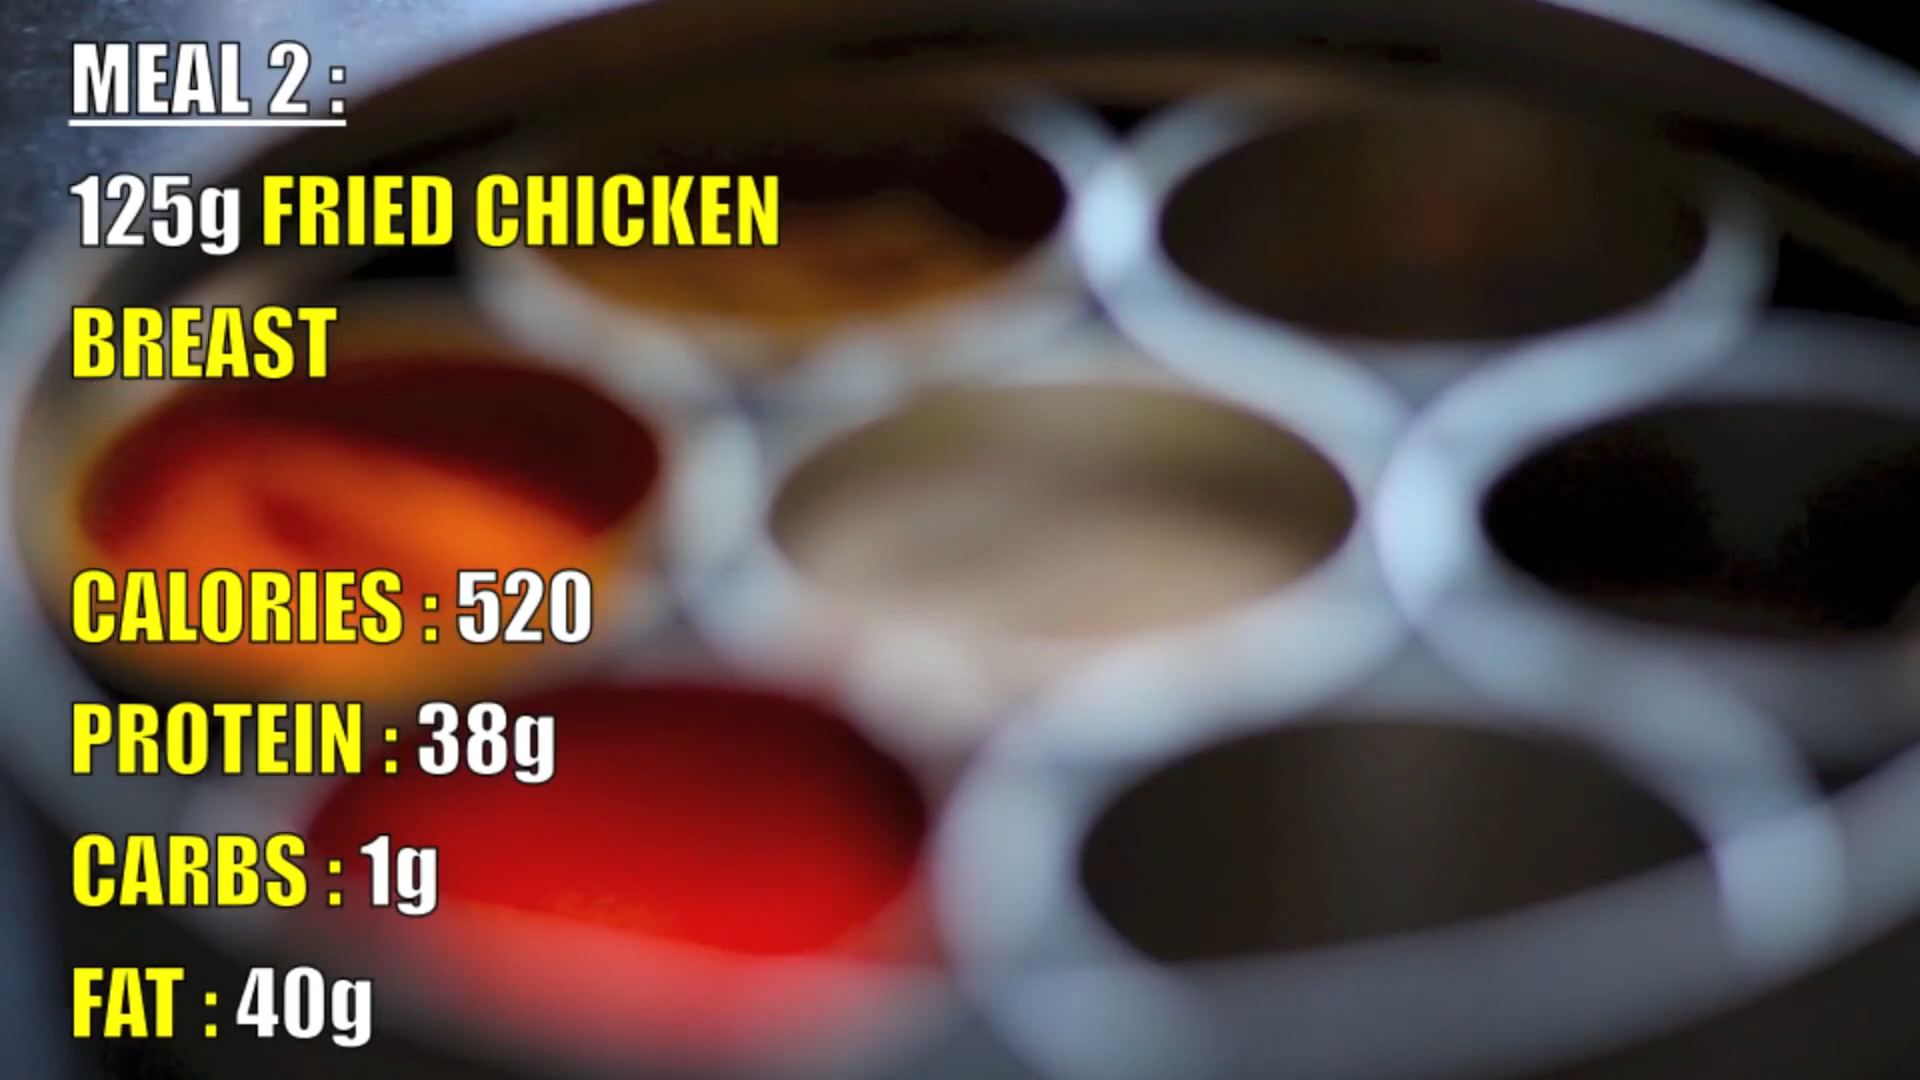 MEAL 2 :
125g FRIED CHICKEN
BREAST
CALORIES : 520
PROTEIN : 38g
CARBS : 1g
FAT : 40g